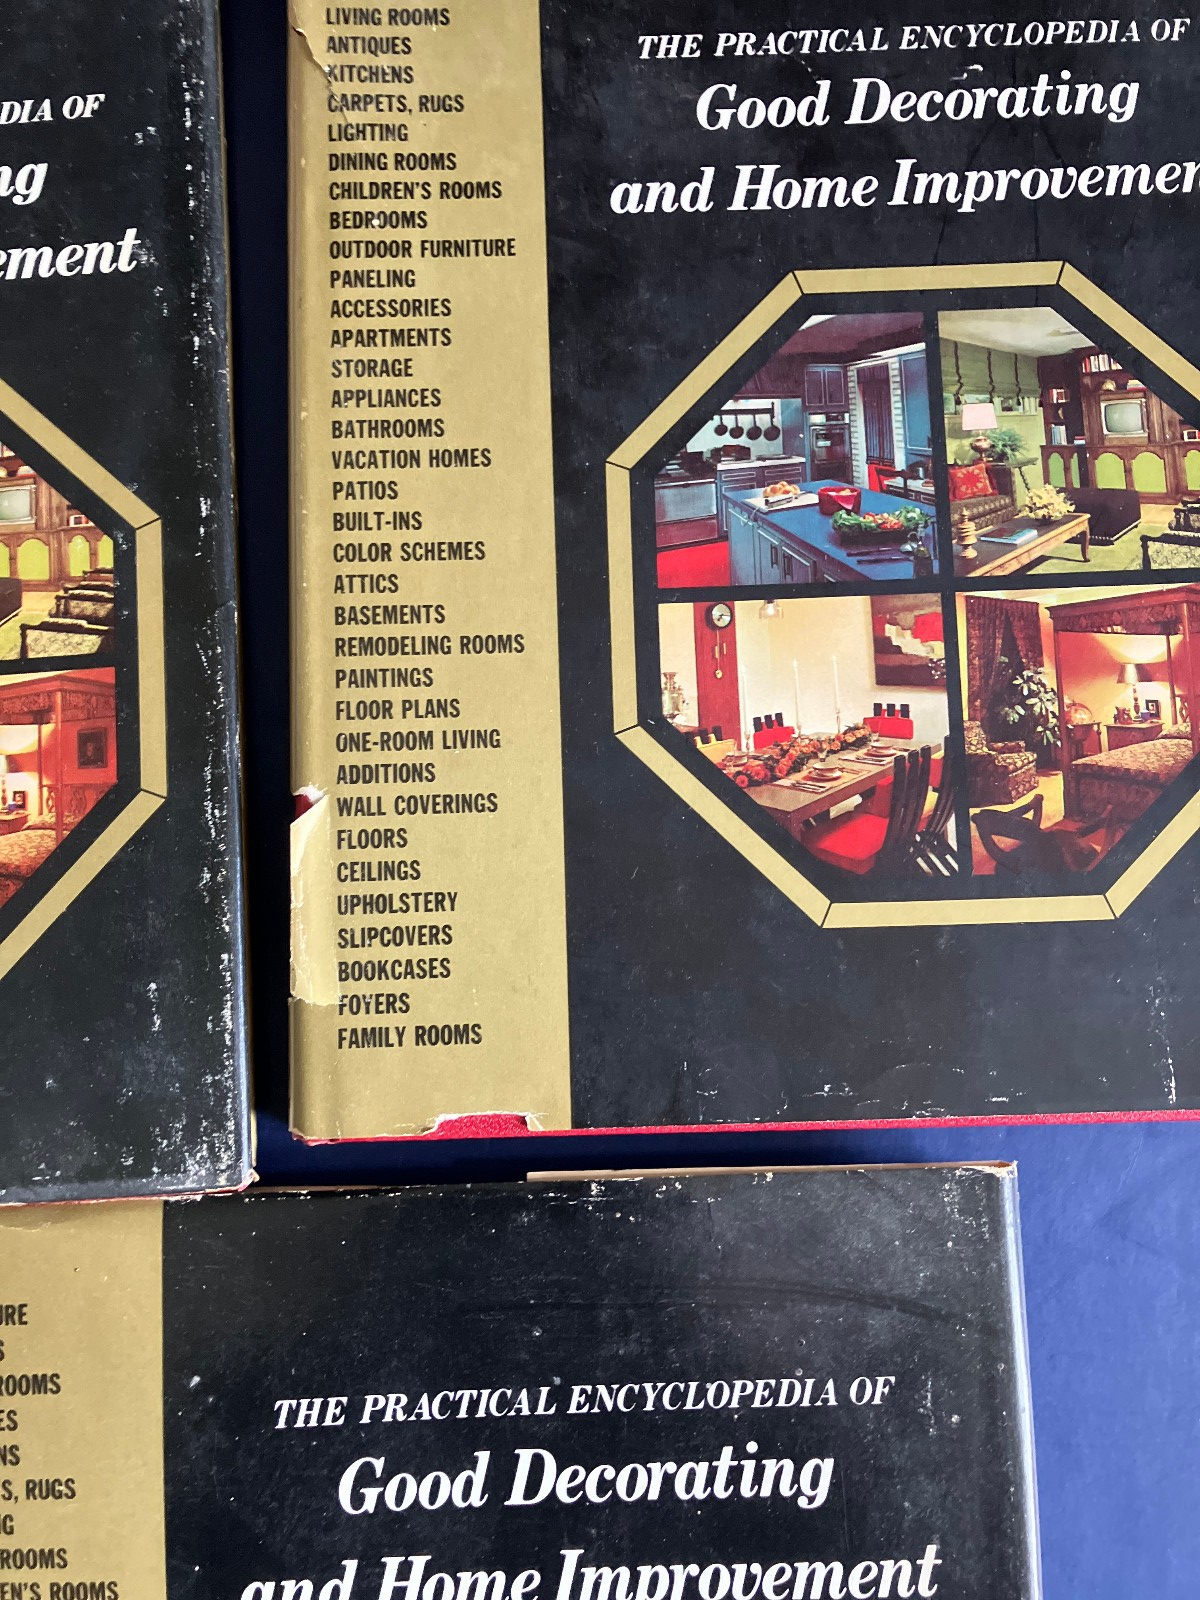 DIA OF
ng
ement
LIVING ROOMS
ANTIQUES
KITCHENS
CARPETS, RUGS
LIGHTING
DINING ROOMS
CHILDREN'S ROOMS
BEDROOMS
OUTDOOR FURNITURE
PANELING
ACCESSORIES
APARTMENTS
STORAGE
APPLIANCES
BATHROOMS
VACATION HOMES
PATIOS
BUILT-INS
COLOR SCHEMES
ATTICS
BASEMENTS
REMODELING ROOMS
PAINTINGS
FLOOR PLANS
ONE-ROOM LIVING
ADDITIONS
WALL COVERINGS
FLOORS
CEILINGS
UPHOLSTERY
SLIPCOVERS
BOOKCASES
FOYERS
FAMILY ROOMS
THE PRACTICAL ENCYCLOPEDIA OF
Good Decorating
and Home Improvemen
URE
S
ROOMS
ES
NS
S, RUGS
G
ROOMS
EN'S ROOMS
THE PRACTICAL ENCYCLOPEDIA OF
Good Decorating
and Home Improvement